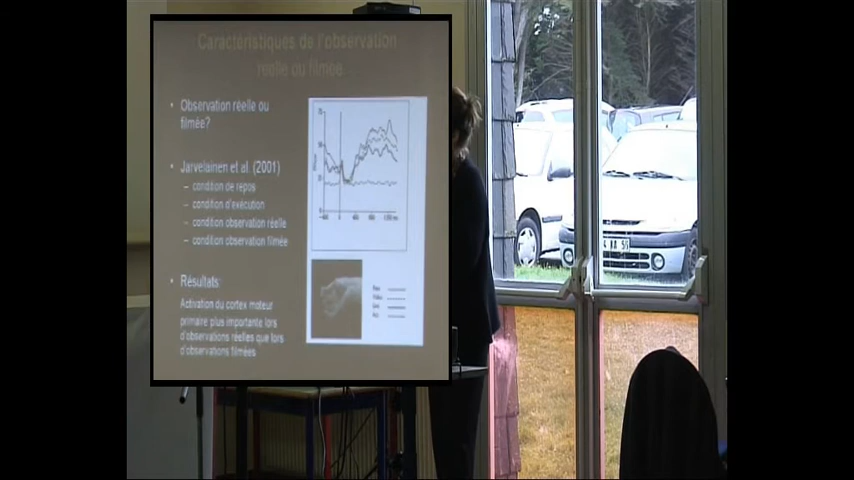 Caractéristiques de l'observation
réelle ou filmée
• Observation réelle ou
filmée?
• Jarvelainen et al. (2001)
– condition de repos
– condition d'exécution
– condition observation réelle
– condition observation filmée
• Résultats:
Activation du cortex moteur
primaire plus importante lors
d'observations réelles que lors
d'observations filmées